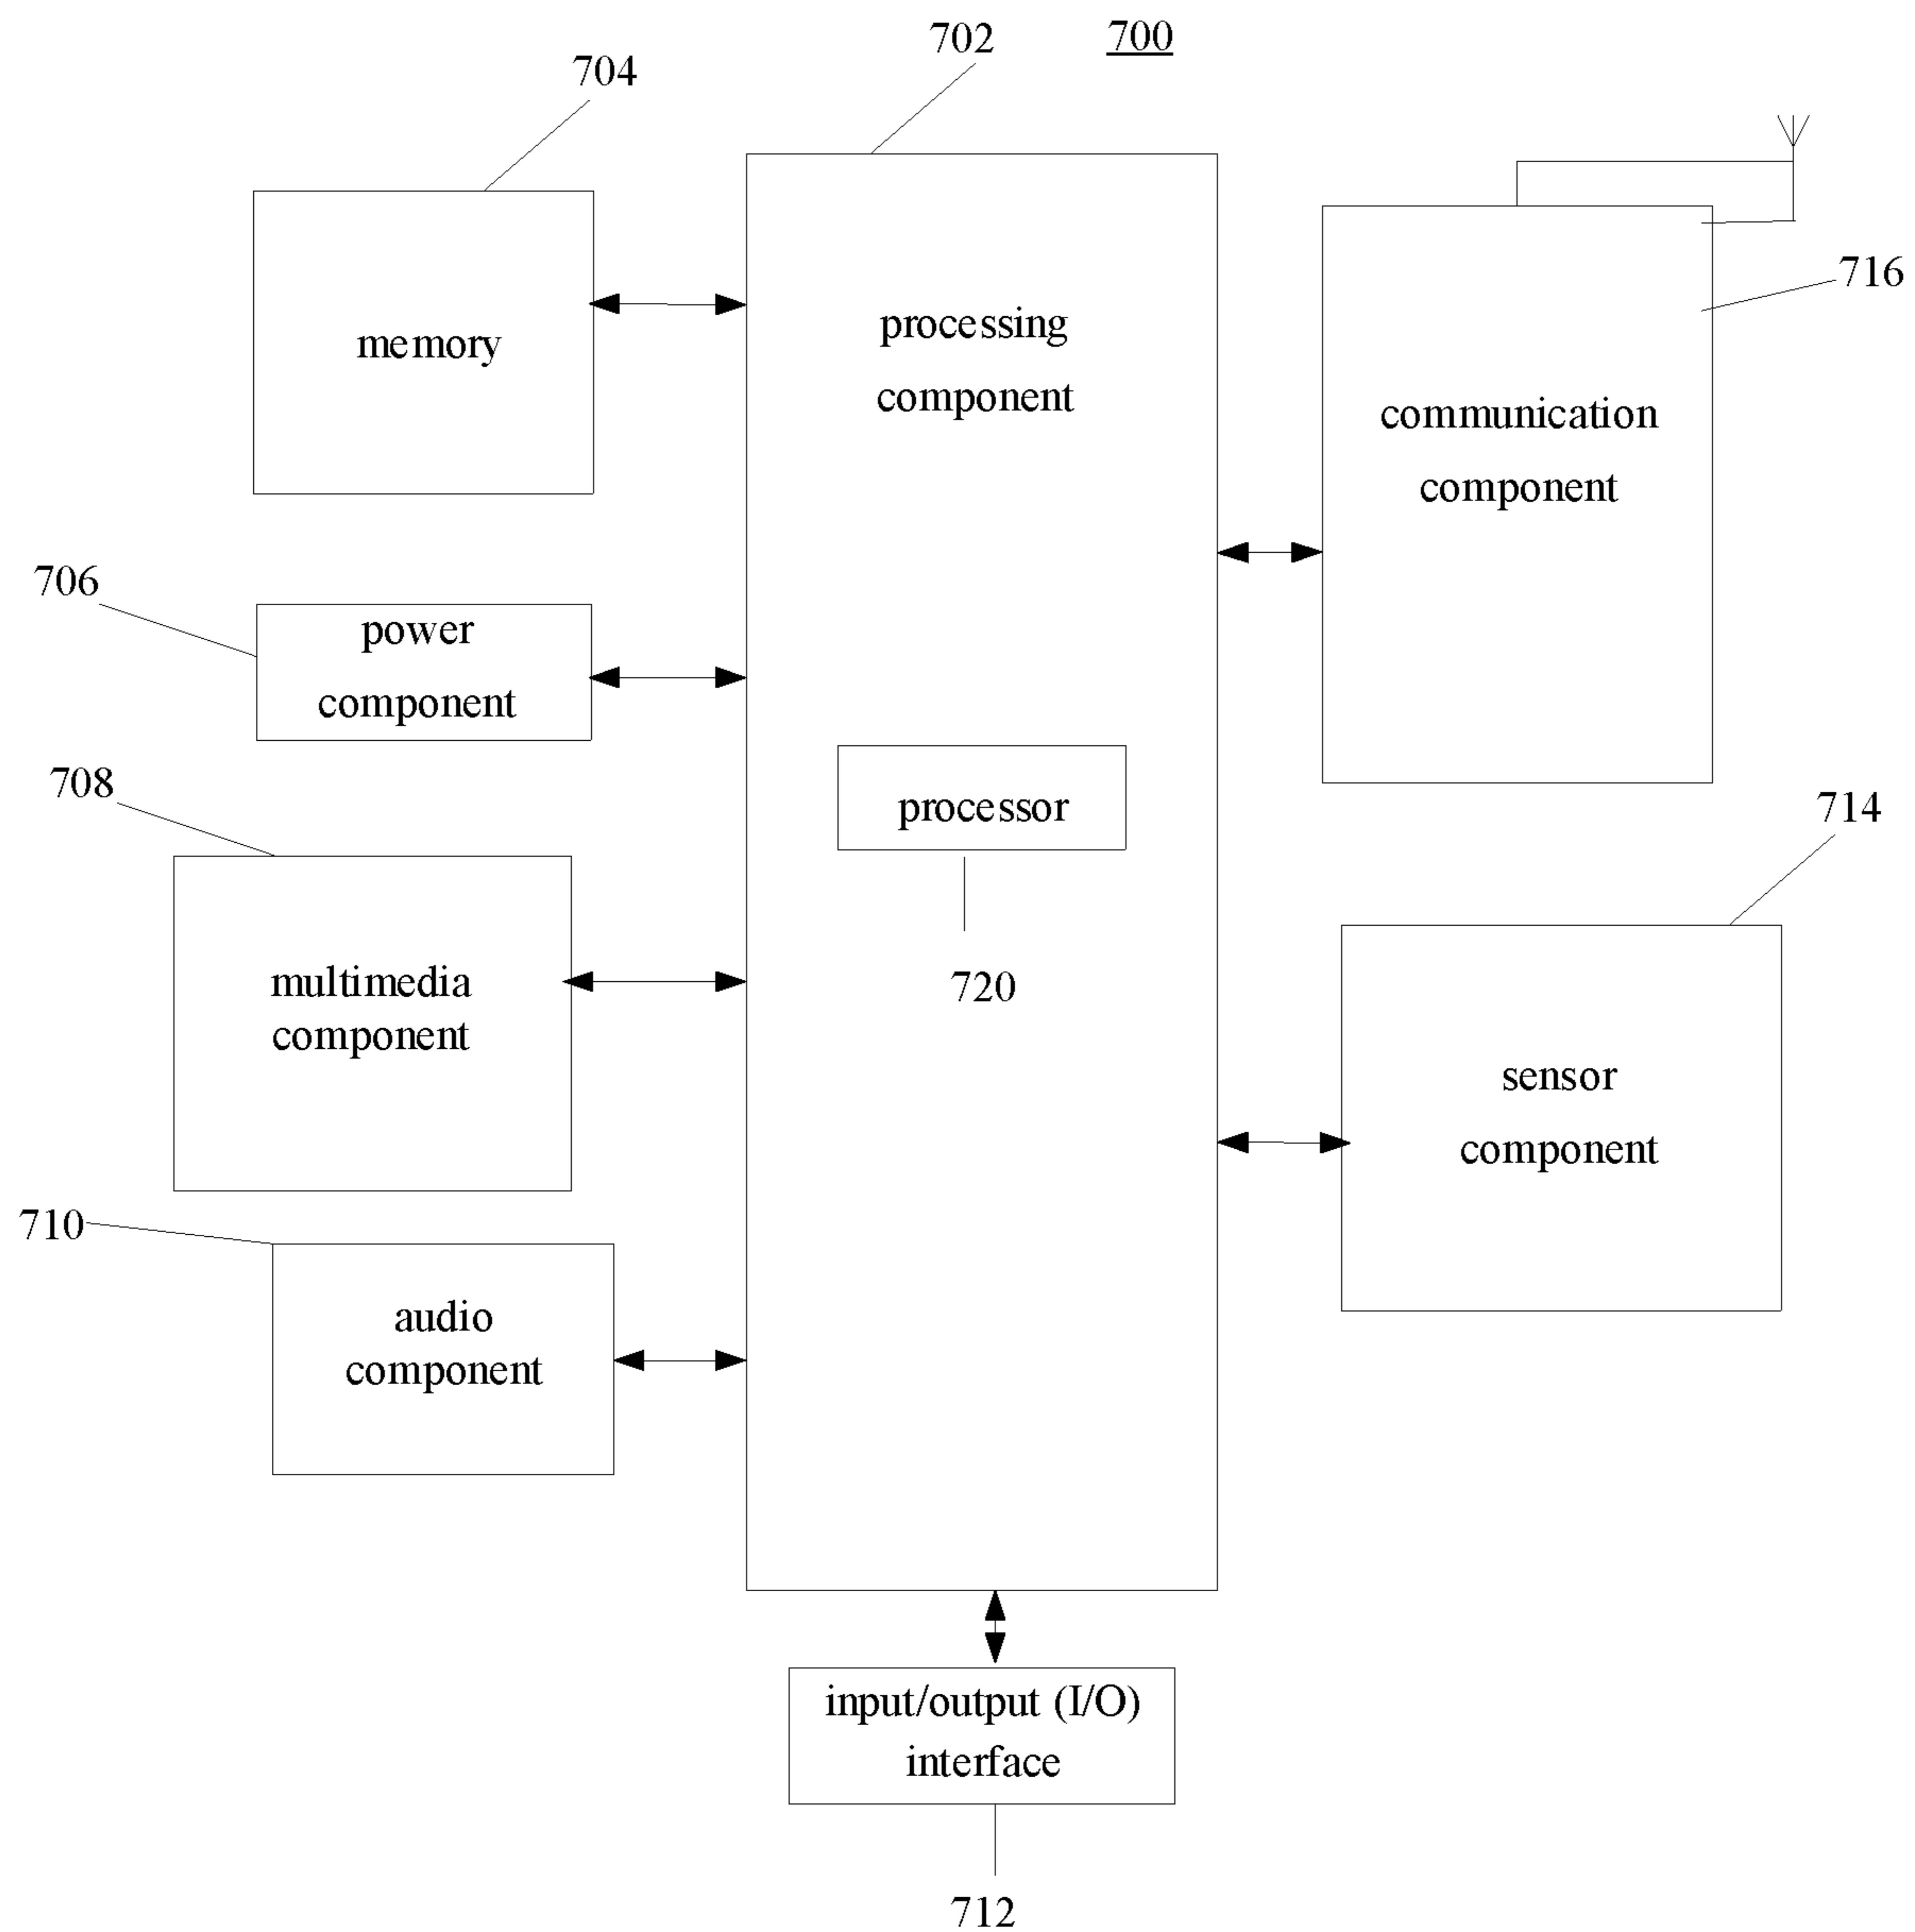 702
700
704
716
memory
processing
component
communication
component
706
power
component
708
processor
714
multimedia
component
720
sensor
component
710
audio
component
input/output (I/O)
interface
712